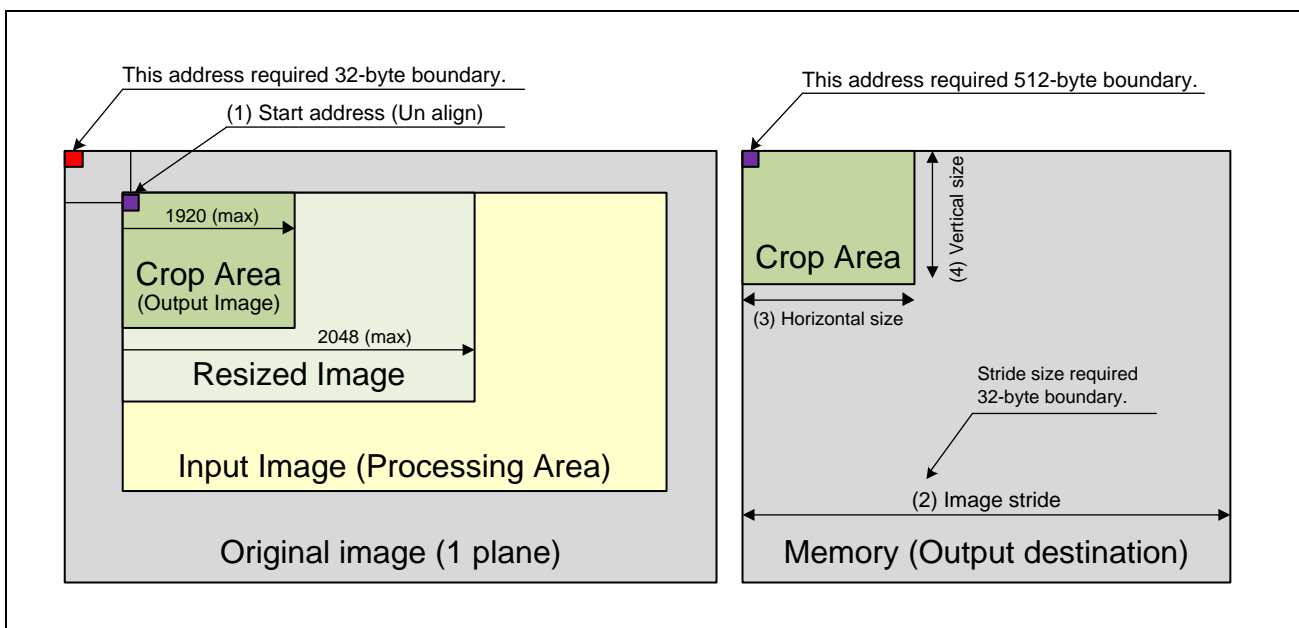 This address required 32-byte boundary.
(1) Start address (Un align)
1920 (max)
Crop Area
(Output Image)
2048 (max)
Resized Image
Input Image (Processing Area)
Original image (1 plane)
This address required 512-byte boundary.
Crop Area
(4) Vertical size
(3) Horizontal size
Stride size required
32-byte boundary.
(2) Image stride
Memory (Output destination)